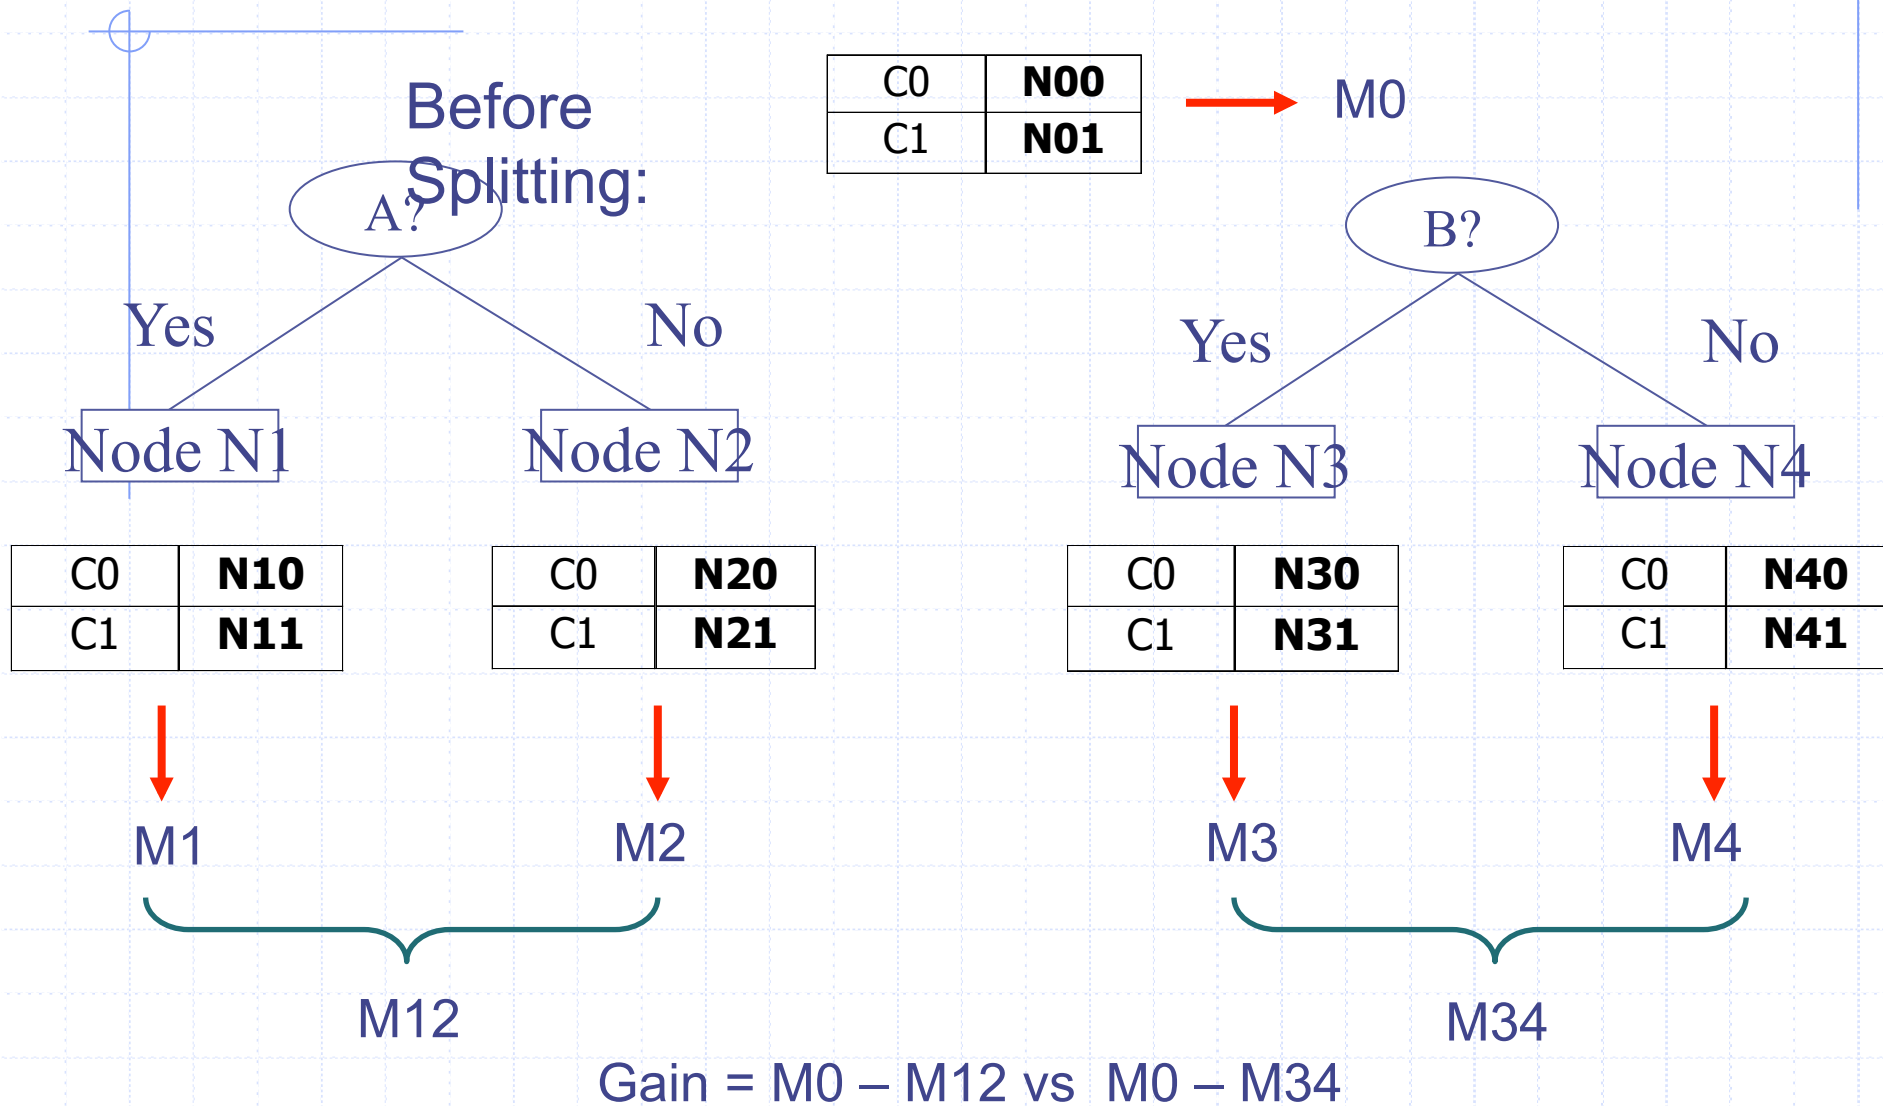 Before
Splitting:
C0 N00
C1 N01
M0
A?
B?
Yes No
Yes No
Node N1 Node N2 Node N3 Node N4
C0 N10 C0 N20 C0 N30 C0 N40
C1 N11 C1 N21 C1 N31 C1 N41
M1 M2 M3 M4
M12 M34
Gain = M0 – M12 vs M0 – M34